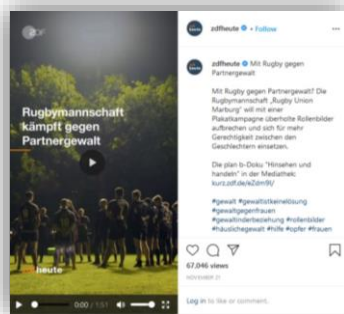 ZDF
Rugbymannschaft
kämpft gegen
Partnergewalt
heute
0:00 / 1:51
zdfheute • Follow
zdfheute Mit Rugby gegen
Partnergewalt
Mit Rugby gegen Partnergewalt? Die
Rugbymannschaft „Rugby Union
Marburg" will mit einer
Plakatkampagne überholte Rollenbilder
aufbrechen und sich für mehr
Gerechtigkeit zwischen den
Geschlechtern einsetzen.
Die plan b-Doku "Hinsehen und
handeln" in der Mediathek:
kurz.zdf.de/eZdm9I/
#gewalt #gewaltistkeinelösung
#gewaltgegenfrauen
#gewaltinderbeziehung #rollenbilder
#häuslichegewalt #hilfe #opfer #frauen
67,046 views
NOVEMBER 21
Log in to like or comment.